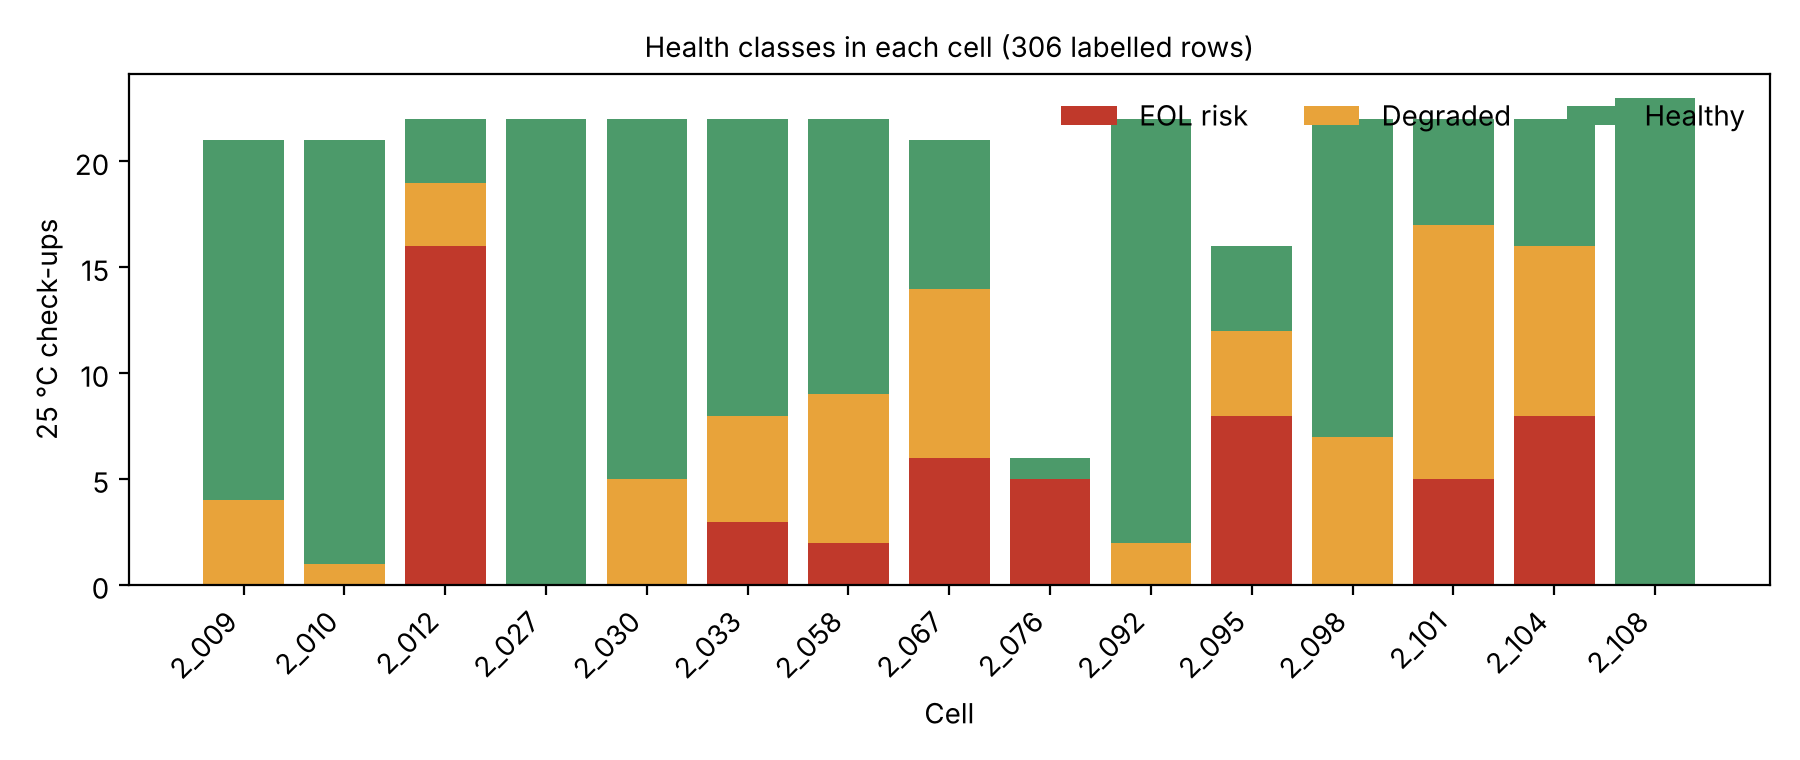 Health classes in each cell (306 labelled rows)
EOL risk Degraded Healthy
25 °C check-ups
20
15
10
5
0
2_009 2_010 2_012 2_027 2_030 2_033 2_058 2_067 2_076 2_092 2_095 2_098 2_101 2_104 2_108
Cell